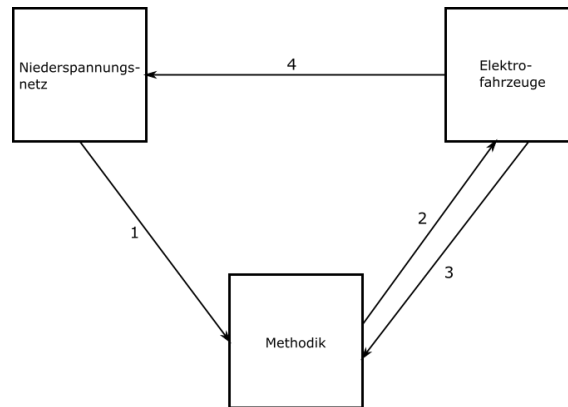 Niederspannungs-
netz
Elektro-
fahrzeuge
4
1
2
3
Methodik